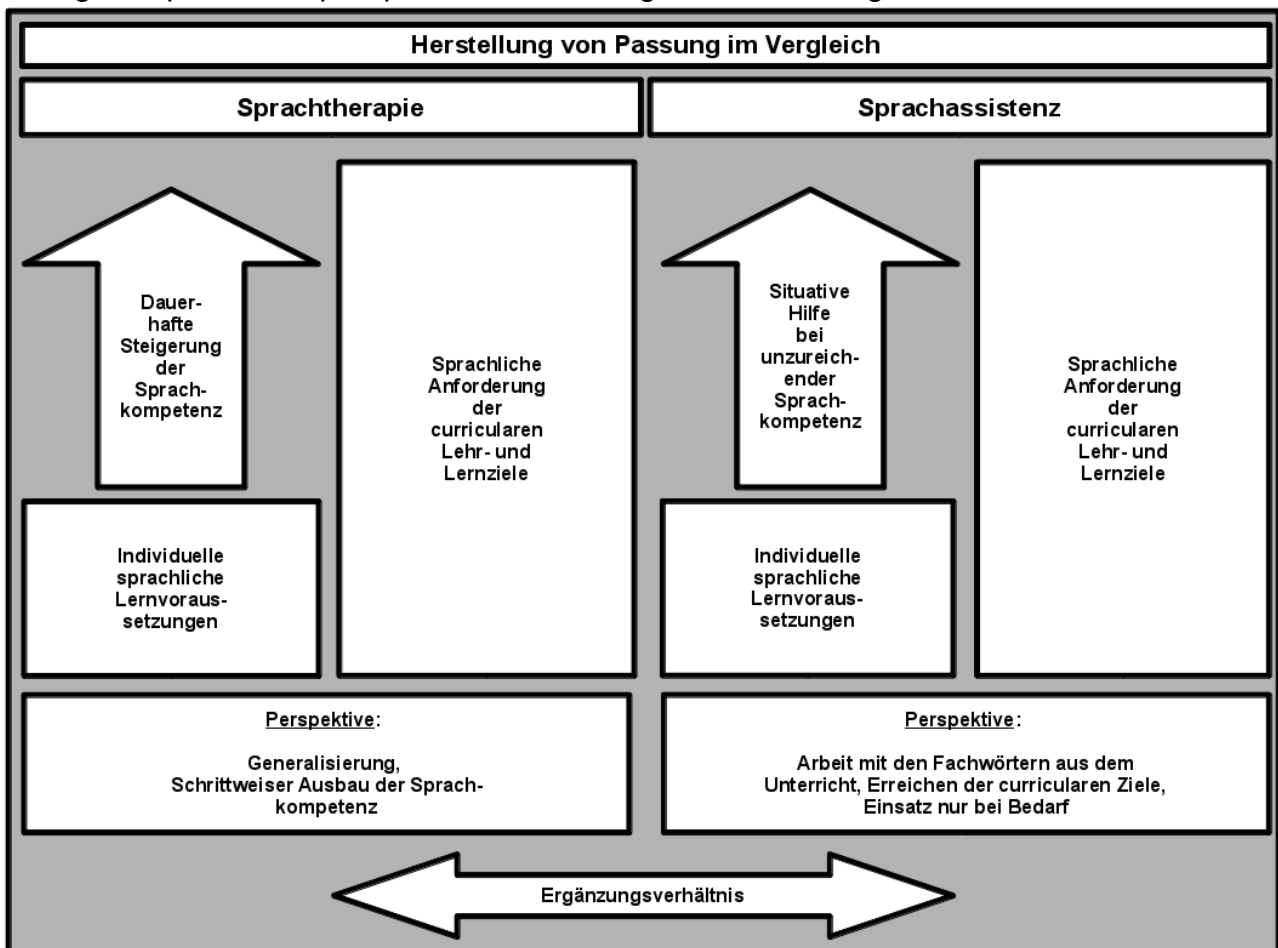 Herstellung von Passung im Vergleich
Sprachtherapie
Sprachassistenz
Dauer-
hafte
Steigerung
der
Sprach-
kompetenz
Sprachliche
Anforderung
der
curricularen
Lehr- und
Lernziele
Situative
Hilfe
bei
unzureich-
ender
Sprach-
kompetenz
Sprachliche
Anforderung
der
curricularen
Lehr- und
Lernziele
Individuelle
sprachliche
Lernvoraus-
setzungen
Individuelle
sprachliche
Lernvoraus-
setzungen
Perspektive:
Generalisierung,
Schrittweiser Ausbau der Sprach-
kompetenz
Perspektive:
Arbeit mit den Fachwörtern aus dem
Unterricht, Erreichen der curricularen Ziele,
Einsatz nur bei Bedarf
Ergänzungsverhältnis